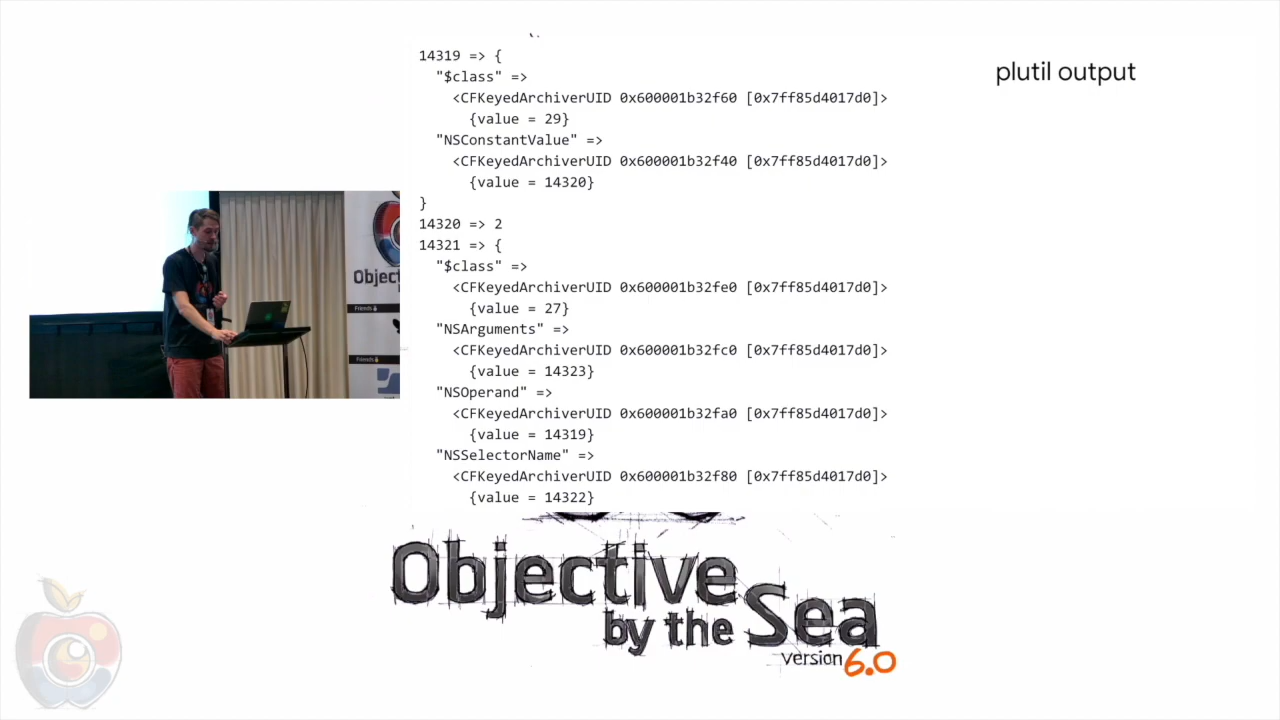 14319 => {
"$class" =>
<CFKeyedArchiverUID 0x600001b32f60 [0x7ff85d4017d0]>
{value = 29}
"NSConstantValue" =>
<CFKeyedArchiverUID 0x600001b32f40 [0x7ff85d4017d0]>
{value = 14320}
}
14320 => 2
14321 => {
"$class" =>
<CFKeyedArchiverUID 0x600001b32fe0 [0x7ff85d4017d0]>
{value = 27}
"NSArguments" =>
<CFKeyedArchiverUID 0x600001b32fc0 [0x7ff85d4017d0]>
{value = 14323}
"NSOperand" =>
<CFKeyedArchiverUID 0x600001b32fa0 [0x7ff85d4017d0]>
{value = 14319}
"NSSelectorName" =>
<CFKeyedArchiverUID 0x600001b32f80 [0x7ff85d4017d0]>
{value = 14322}
plutil output
Objective
by the Sea
version 6.0
Friends
Friends